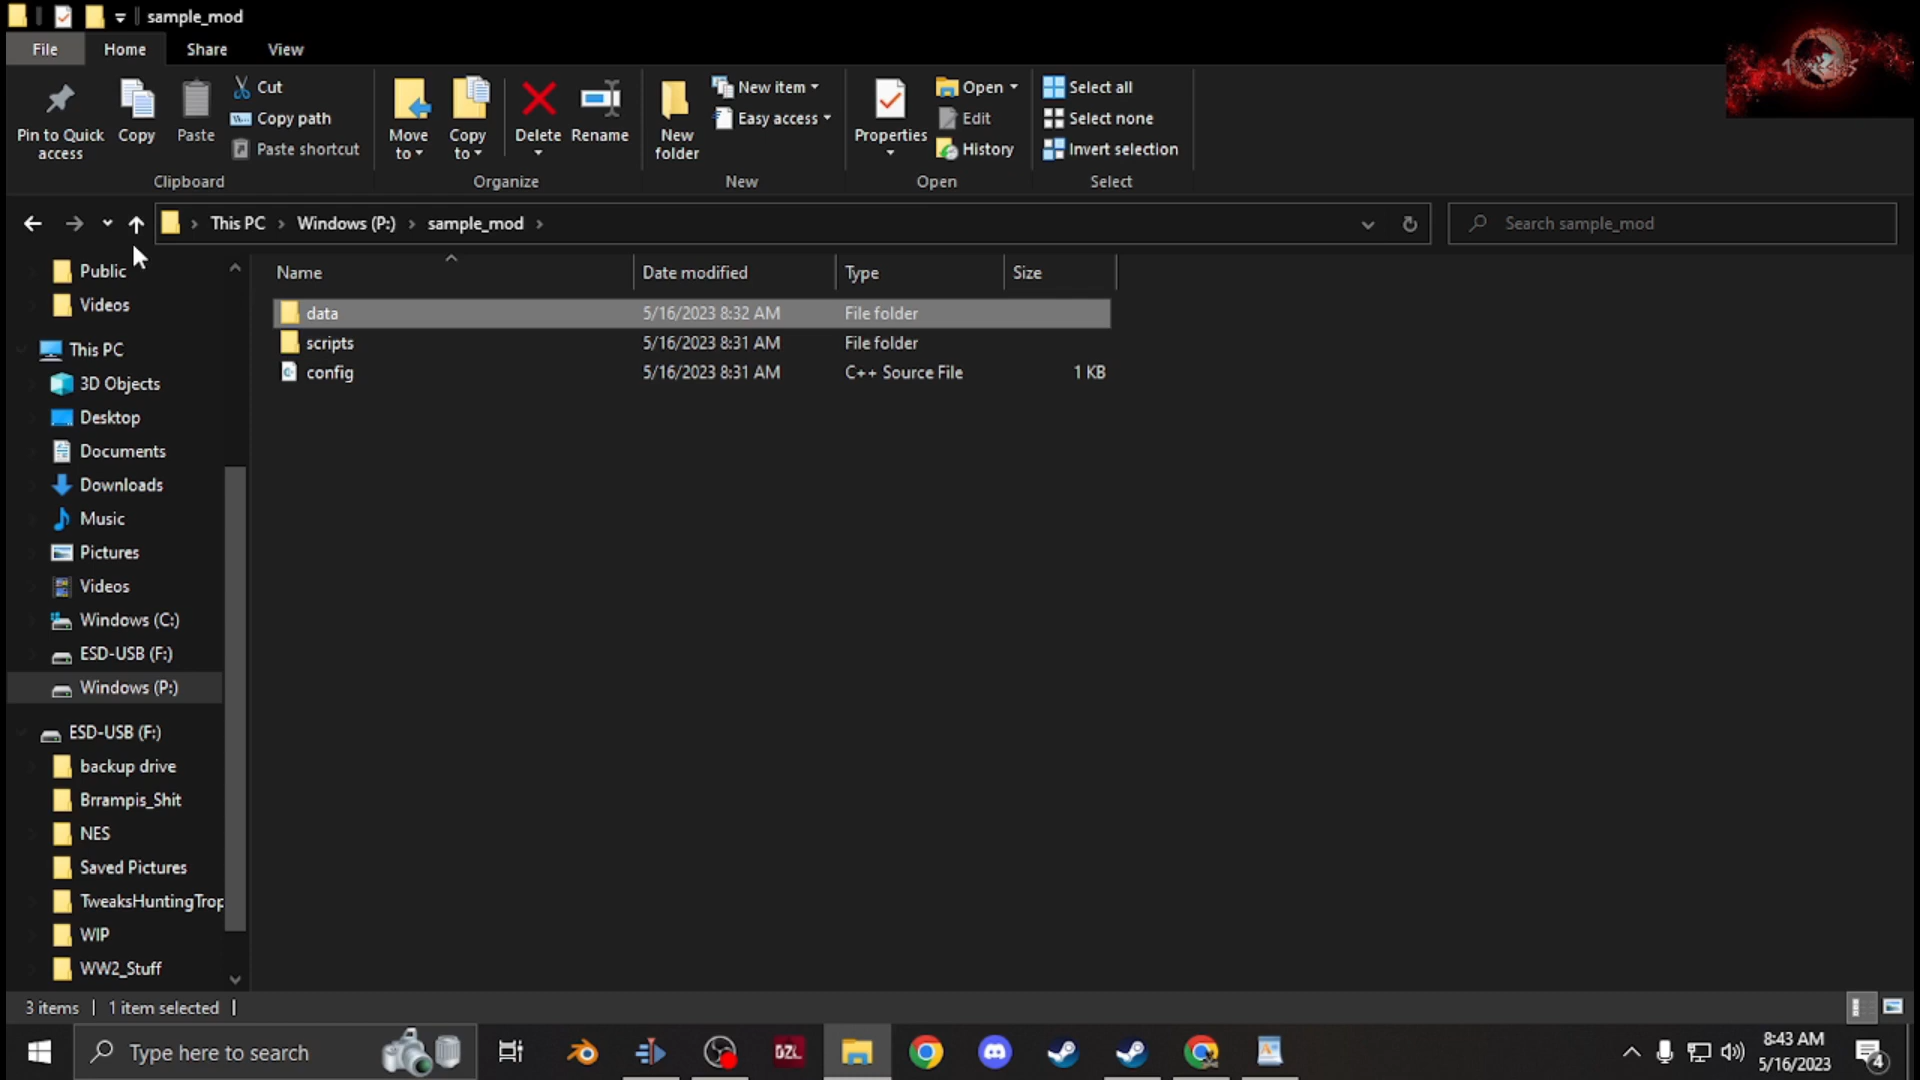 sample_mod
File Home Share View
Pin to Quick access
Copy
Paste
Cut
Copy path
Paste shortcut
Clipboard
Move to
Copy to
Delete
Rename
Organize
New folder
New item
Easy access
New
Properties
Open
Edit
History
Open
Select all
Select none
Invert selection
Select
This PC Windows (P:) sample_mod
Search sample_mod
Public
Videos
This PC
3D Objects
Desktop
Documents
Downloads
Music
Pictures
Videos
Windows (C:)
ESD-USB (F:)
Windows (P:)
ESD-USB (F:)
backup drive
Brrampis_Shit
NES
Saved Pictures
TweaksHuntingTrop
WIP
WW2_Stuff
Name Date modified Type Size
data 5/16/2023 8:32 AM File folder
scripts 5/16/2023 8:31 AM File folder
config 5/16/2023 8:31 AM C++ Source File 1 KB
3 items 1 item selected
Type here to search
DZL
8:43 AM
5/16/2023
4